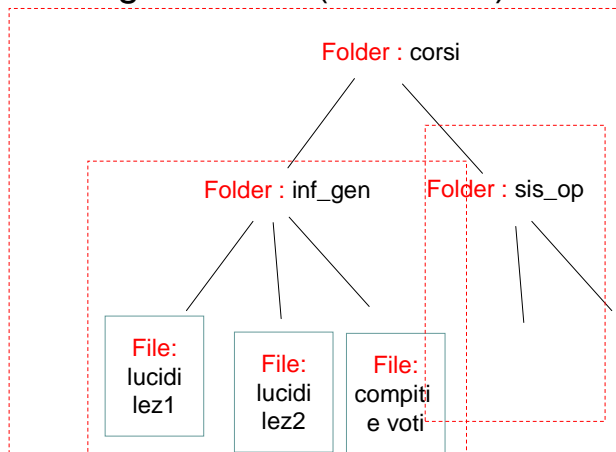 Folder : corsi
Folder : inf_gen
Folder : sis_op
File:
lucidi
lez1
File:
lucidi
lez2
File:
compiti
e voti